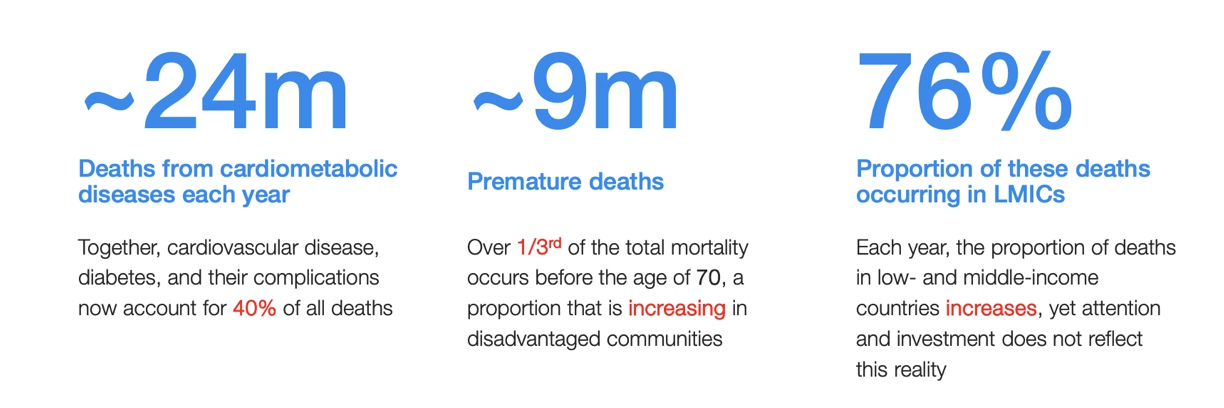 ~24m
Deaths from cardiometabolic
diseases each year
Together, cardiovascular disease,
diabetes, and their complications
now account for 40% of all deaths
~9m
Premature deaths
Over 1/3rd of the total mortality
occurs before the age of 70, a
proportion that is increasing in
disadvantaged communities
76%
Proportion of these deaths
occurring in LMICs
Each year, the proportion of deaths
in low- and middle-income
countries increases, yet attention
and investment does not reflect
this reality